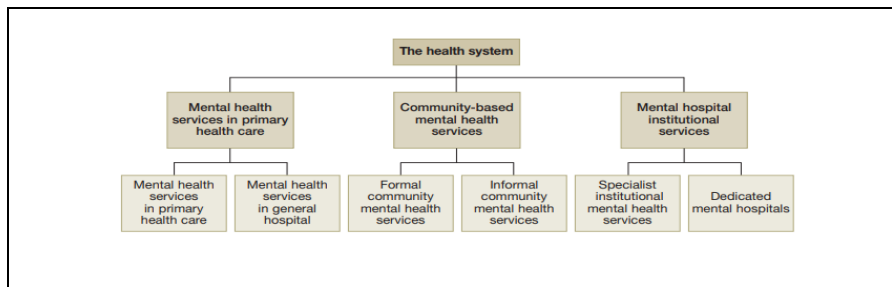 The health system
Mental health
services in primary
health care
Community-based
mental health
services
Mental hospital
institutional
services
Mental health
services
in primary
health care
Mental health
services
in general
hospital
Formal
community
mental health
services
Informal
community
mental health
services
Specialist
institutional
mental health
services
Dedicated
mental hospitals